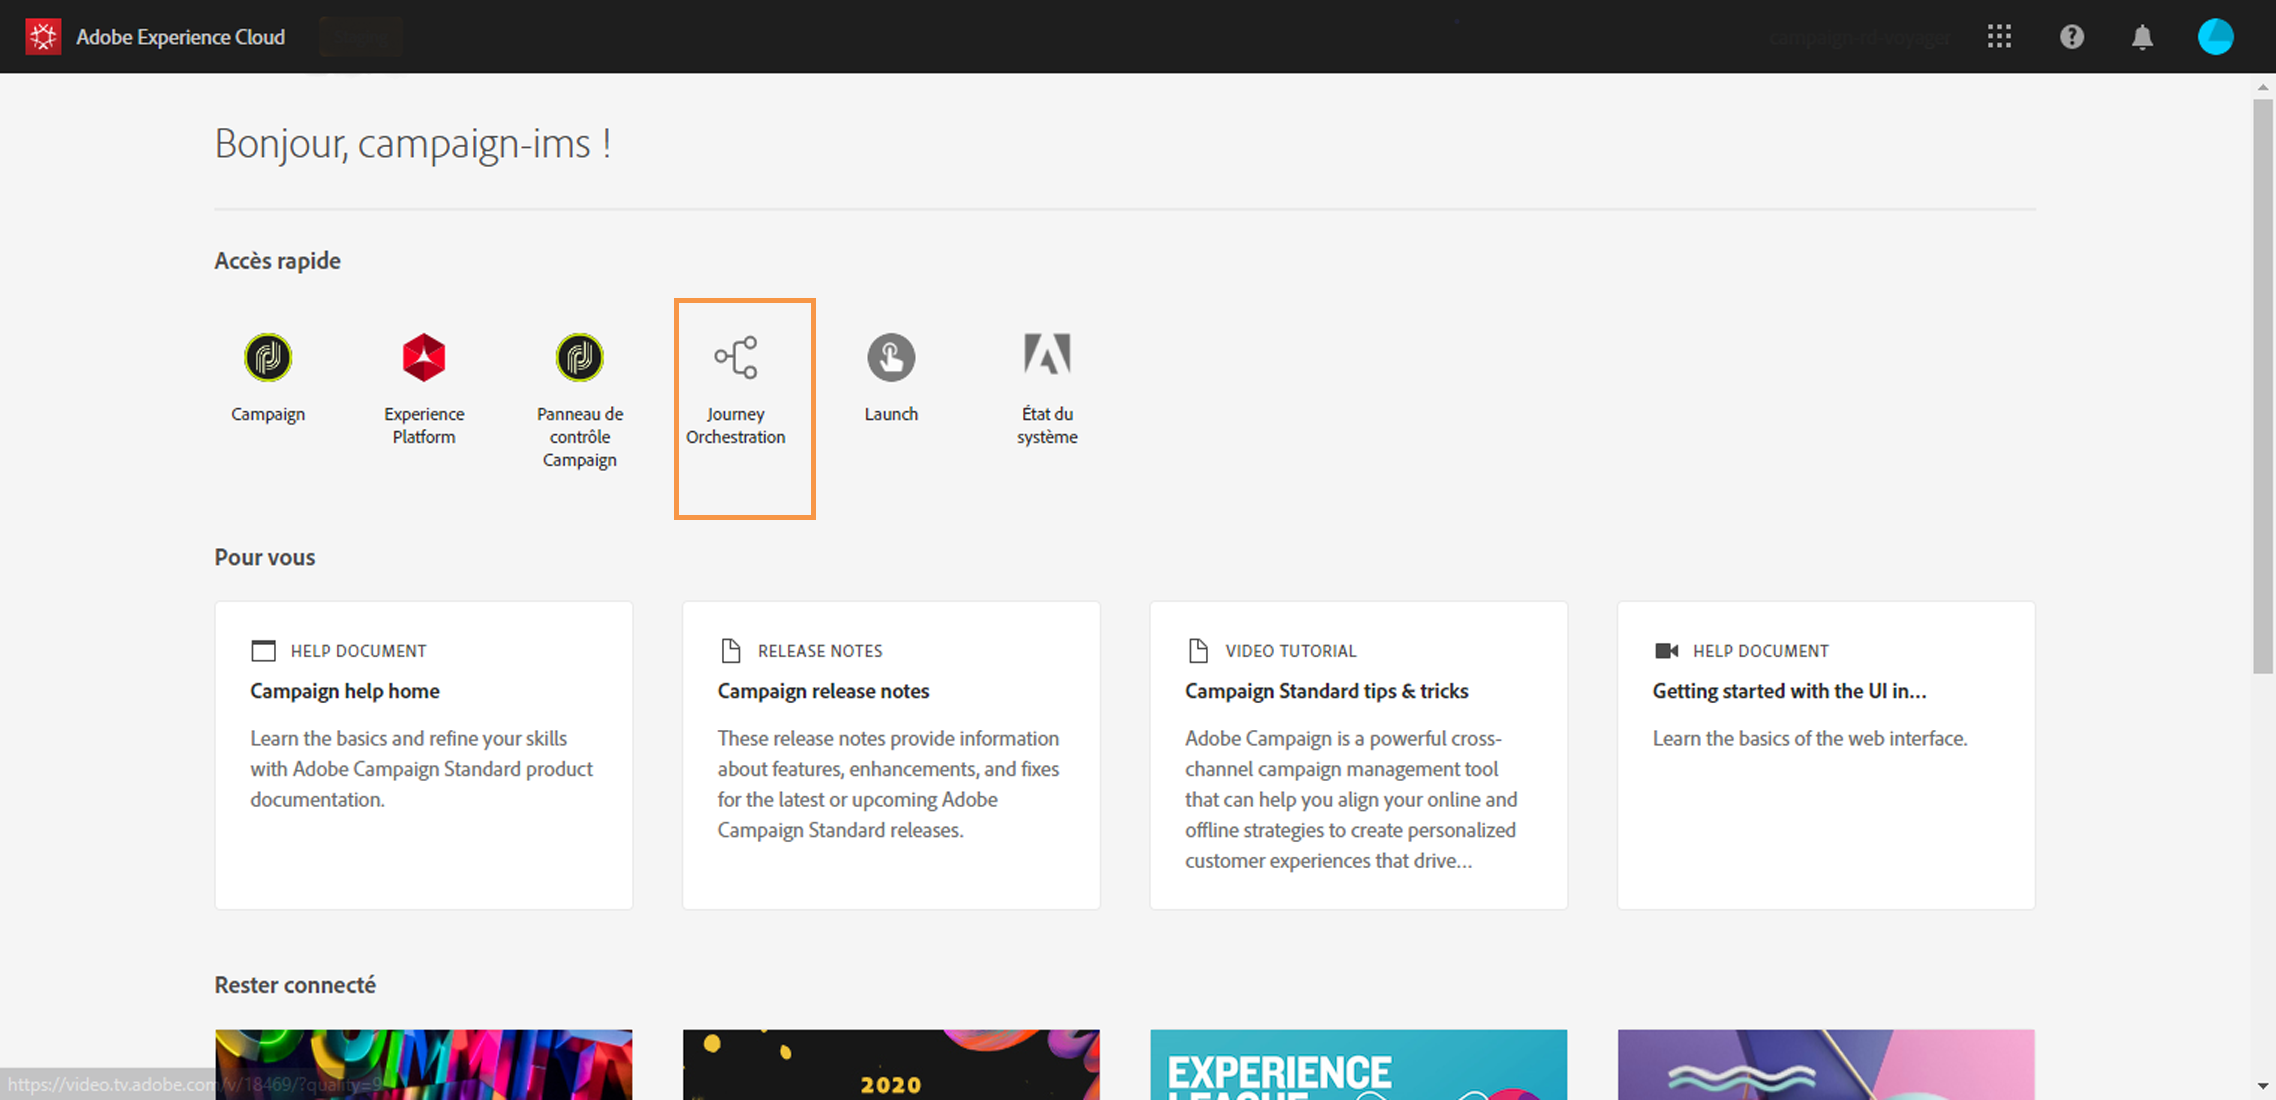 Adobe Experience Cloud
campaign-rd-voyager
Bonjour, campaign-ims !
Accès rapide
Campaign
Experience
Platform
Panneau de
contrôle
Campaign
Journey
Orchestration
Launch
État du
système
Pour vous
HELP DOCUMENT
Campaign help home
Learn the basics and refine your skills
with Adobe Campaign Standard product
documentation.
RELEASE NOTES
Campaign release notes
These release notes provide information
about features, enhancements, and fixes
for the latest or upcoming Adobe
Campaign Standard releases.
VIDEO TUTORIAL
Campaign Standard tips & tricks
Adobe Campaign is a powerful cross-
channel campaign management tool
that can help you align your online and
offline strategies to create personalized
customer experiences that drive...
HELP DOCUMENT
Getting started with the UI in...
Learn the basics of the web interface.
Rester connecté
2020
EXPERIENCE
LEAGUE
https://video.tv.adobe.com/v/18469/?quality=9